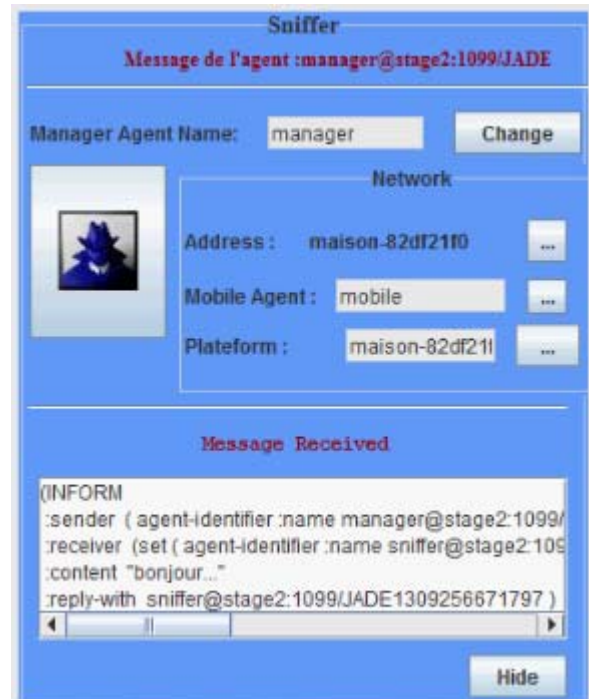 Sniffer
Message de l'agent :manager@stage2:1099/JADE
Manager Agent Name: manager Change
Network
Address : maison-82df21f0 ...
Mobile Agent : mobile ...
Plateform : maison-82df21f ...
Message Received
(INFORM
:sender ( agent-identifier :name manager@stage2:1099/
:receiver (set ( agent-identifier :name sniffer@stage2:109
:content "bonjour..."
:reply-with sniffer@stage2:1099/JADE1309256671797 )
Hide